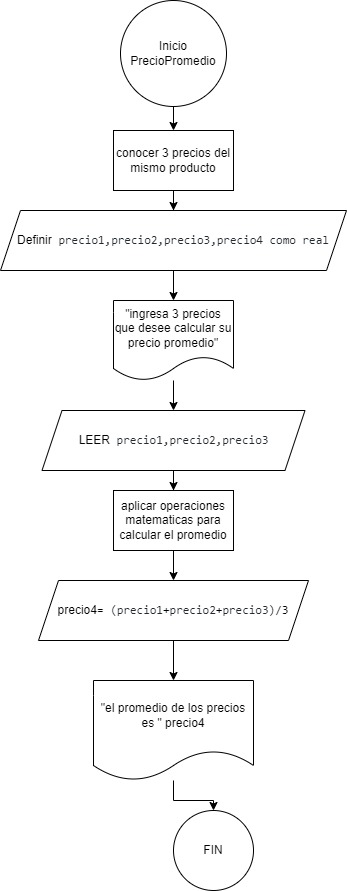 Inicio
PrecioPromedio
conocer 3 precios del
mismo producto
Definir precio1,precio2,precio3,precio4 como real
"ingresa 3 precios
que desee calcular su
precio promedio"
LEER precio1,precio2,precio3
aplicar operaciones
matematicas para
calcular el promedio
precio4= (precio1+precio2+precio3)/3
"el promedio de los precios
es " precio4
FIN